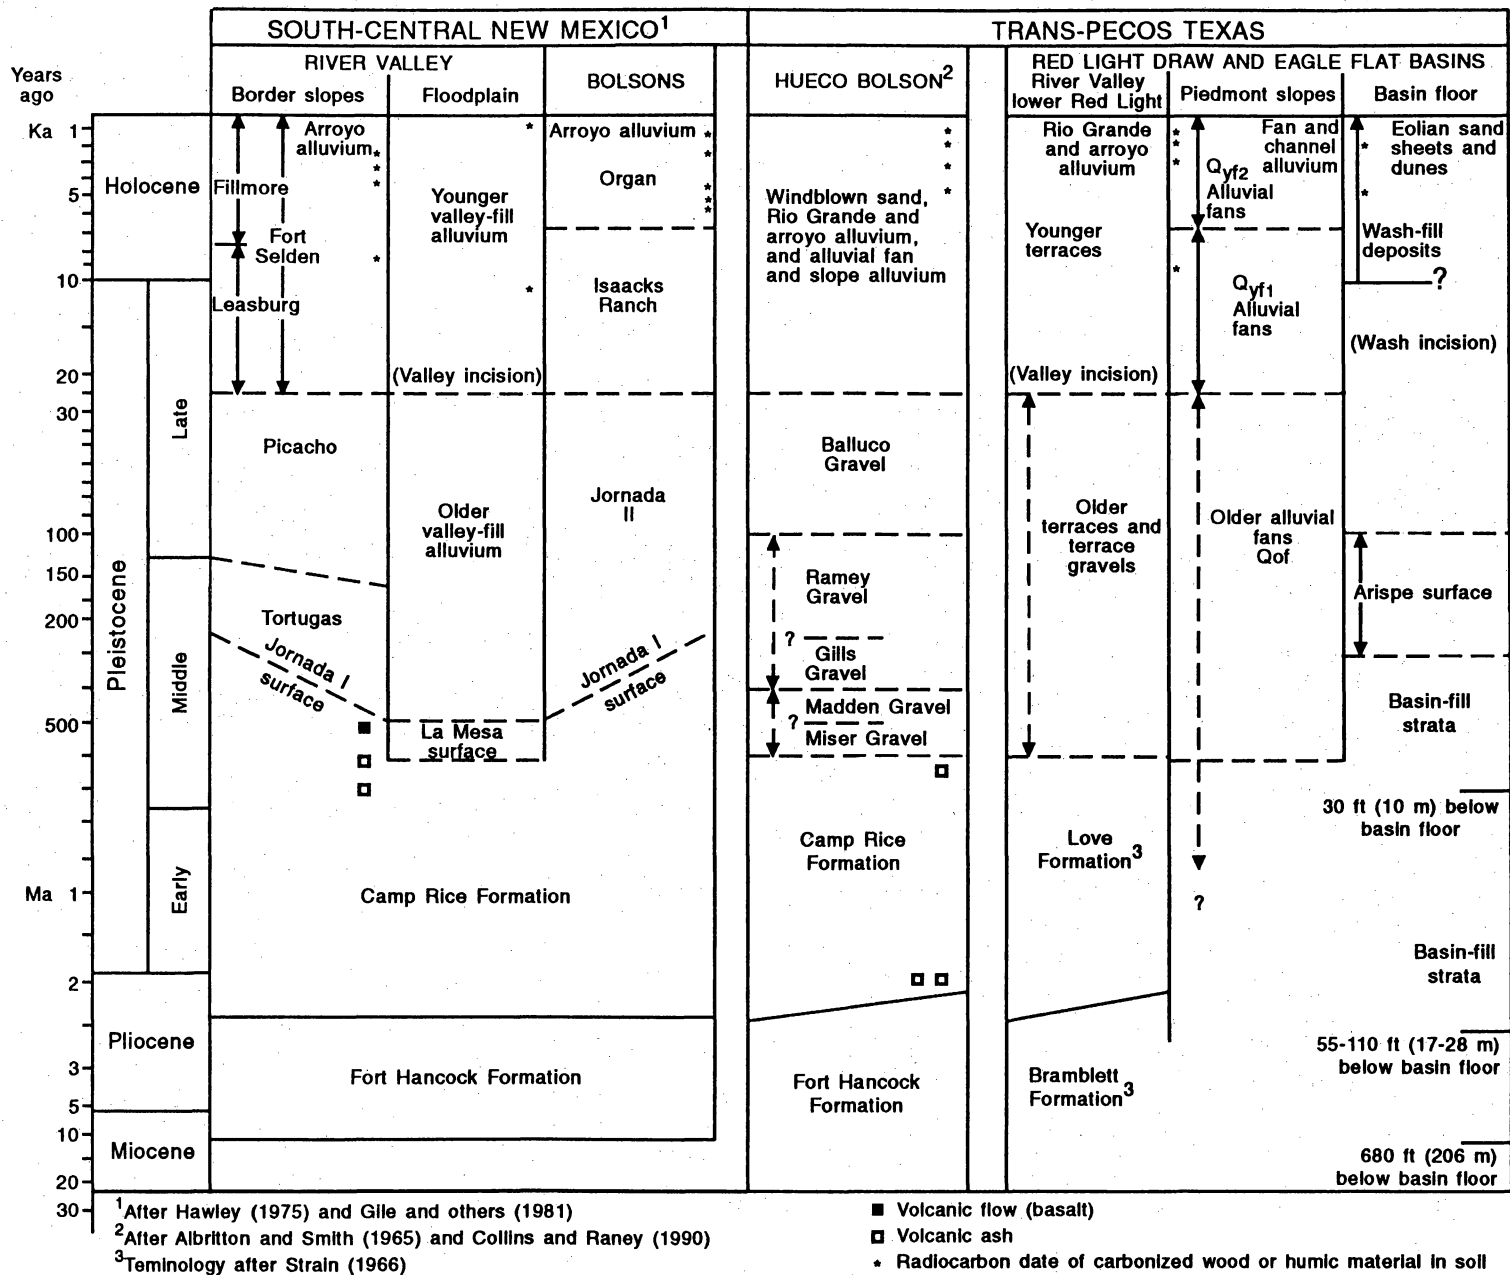 SOUTH-CENTRAL NEW MEXICO1
TRANS-PECOS TEXAS
Years
ago
RIVER VALLEY
Border slopes
Floodplain
BOLSONS
HUECO BOLSON2
RED LIGHT DRAW AND EAGLE FLAT BASINS
River Valley
lower Red Light
Piedmont slopes
Basin floor
Ka 1
5
10
20
30
100
150
200
500
Ma 1
2
3
5
10
20
30
Holocene
Pleistocene
Late
Middle
Early
Pliocene
Miocene
Arroyo
alluvium
*
*
*
Fillmore
Fort
Selden
*
Leasburg
Picacho
Tortugas
Jornada I
surface
*
Younger
valley-fill
alluvium
*
(Valley incision)
Older
valley-fill
alluvium
La Mesa
surface
Arroyo alluvium
*
*
Organ
*
*
*
Isaacks
Ranch
Jornada
II
Jornada I
surface
Camp Rice Formation
Fort Hancock Formation
*
*
*
*
Windblown sand,
Rio Grande and
arroyo alluvium,
and alluvial fan
and slope alluvium
Balluco
Gravel
Ramey
Gravel
?
Gills
Gravel
Madden Gravel
?
Miser Gravel
Camp Rice
Formation
Fort Hancock
Formation
Rio Grande
and arroyo
alluvium
Younger
terraces
(Valley incision)
Older
terraces and
terrace
gravels
Love
Formation3
Bramblett
Formation3
*
*
*
*
Fan and
channel
alluvium
Qyf2
Alluvial
fans
Qyf1
Alluvial
fans
Older alluvial
fans
Qof
?
*
*
Eolian sand
sheets and
dunes
Wash-fill
deposits
?
(Wash incision)
Arispe surface
Basin-fill
strata
30 ft (10 m) below
basin floor
Basin-fill
strata
55-110 ft (17-28 m)
below basin floor
680 ft (206 m)
below basin floor
1After Hawley (1975) and Gile and others (1981)
2After Albritton and Smith (1965) and Collins and Raney (1990)
3Teminology after Strain (1966)
Volcanic flow (basalt)
Volcanic ash
* Radiocarbon date of carbonized wood or humic material in soil